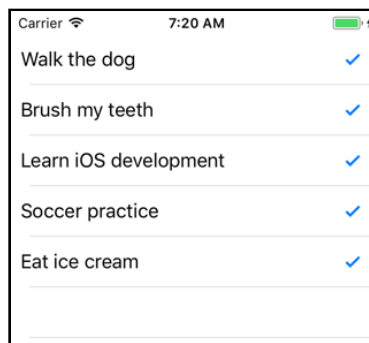 Carrier 7:20 AM
Walk the dog
Brush my teeth
Learn iOS development
Soccer practice
Eat ice cream